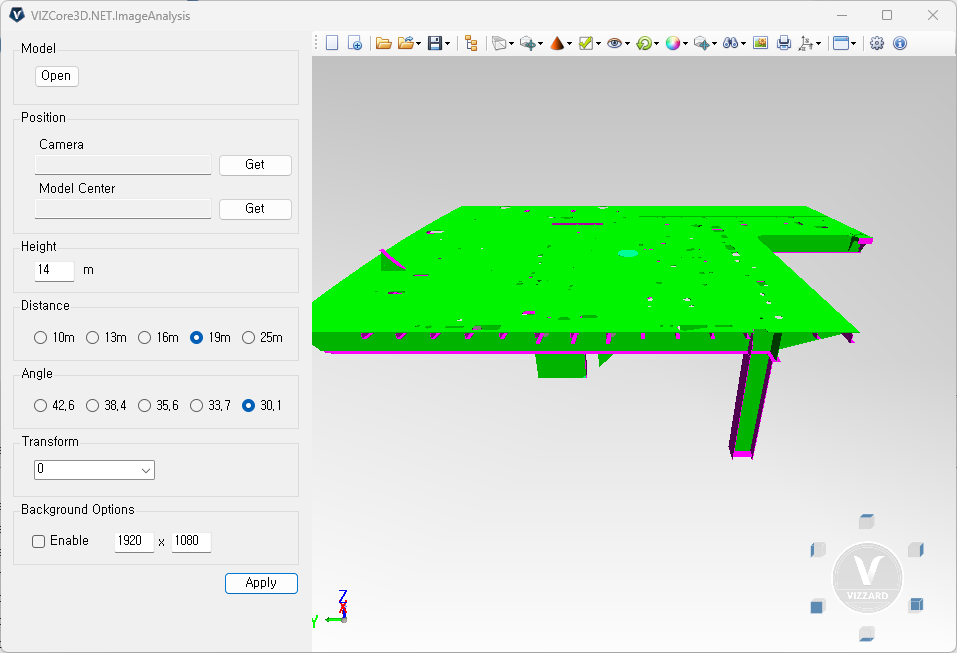 VIZCore3D.NET.ImageAnalysis
Model
Open
Position
Camera
Get
Model Center
Get
Height
14 m
Distance
10m 13m 16m 19m 25m
Angle
42,6 38,4 35,6 33,7 30,1
Transform
0
Background Options
Enable 1920 x 1080
Apply
Z
X
Y
V
VIZZARD